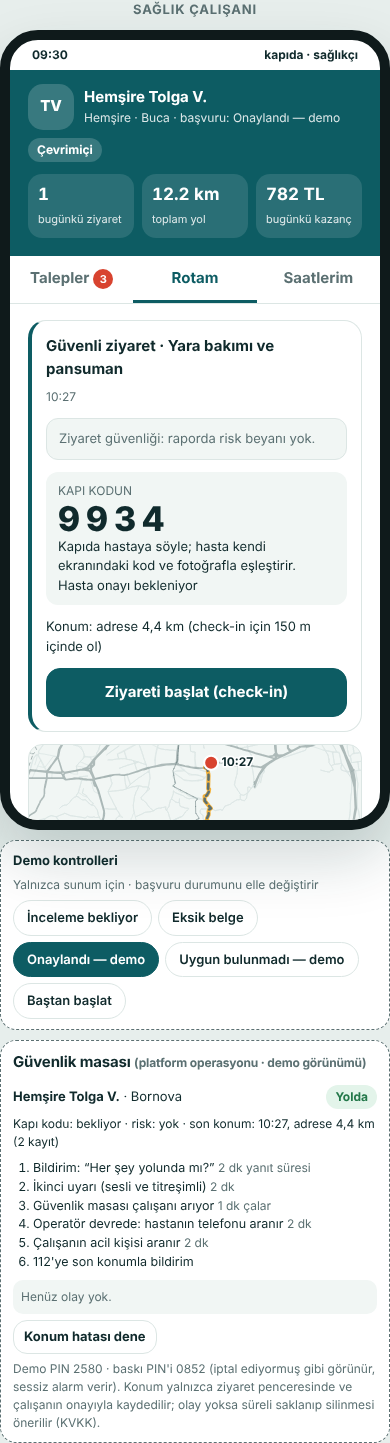 SAĞLIK ÇALIŞANI
09:30 kapıda · sağlıkçı
TV
Hemşire Tolga V.
Hemşire · Buca · başvuru: Onaylandı — demo
Çevrimiçi
1 12.2 km 782 TL
bugünkü ziyaret toplam yol bugünkü kazanç
Talepler 3 Rotam Saatlerim
Güvenli ziyaret · Yara bakımı ve
pansuman
10:27
Ziyaret güvenliği: raporda risk beyanı yok.
KAPI KODUN
9934
Kapıda hastaya söyle; hasta kendi
ekranındaki kod ve fotoğrafla eşleştirir.
Hasta onayı bekleniyor
Konum: adrese 4,4 km (check-in için 150 m
içinde ol)
Ziyareti başlat (check-in)
10:27
Demo kontrolleri
Yalnızca sunum için · başvuru durumunu elle değiştir
İnceleme bekliyor Eksik belge
Onaylandı — demo Uygun bulunmadı — demo
Baştan başlat
Güvenlik masası (platform operasyonu · demo görünümü)
Hemşire Tolga V. · Bornova Yolda
Kapı kodu: bekliyor · risk: yok · son konum: 10:27, adrese 4,4 km
(2 kayıt)
1. Bildirim: “Her şey yolunda mı?” 2 dk yanıt süresi
2. İkinci uyarı (sesli ve titreşimli) 2 dk
3. Güvenlik masası çalışanı arıyor 1 dk çalar
4. Operatör devrede: hastanın telefonu aranır 2 dk
5. Çalışanın acil kişisi aranır 2 dk
6. 112'ye son konumla bildirim
Henüz olay yok.
Konum hatası dene
Demo PIN 2580 · baskı PIN'i 0852 (iptal ediyormuş gibi görünür,
sessiz alarm verir). Konum yalnızca ziyaret penceresinde ve
çalışanın onayıyla kaydedilir; olay yoksa süreli saklanıp silinmesi
önerilir (KVKK).